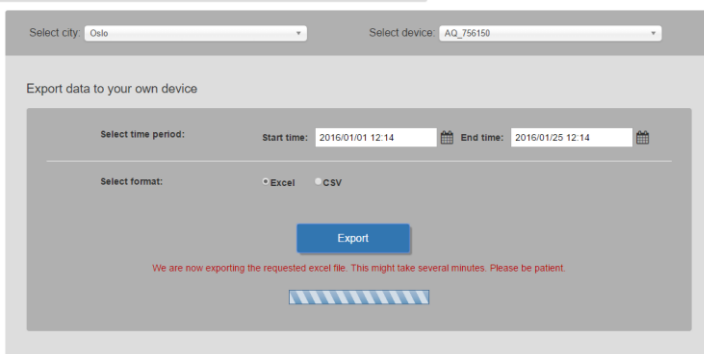 Select city: Oslo Select device: AQ_756150
Export data to your own device
Select time period: Start time: 2016/01/01 12:14 End time: 2016/01/25 12:14
Select format: Excel CSV
Export
We are now exporting the requested excel file. This might take several minutes. Please be patient.